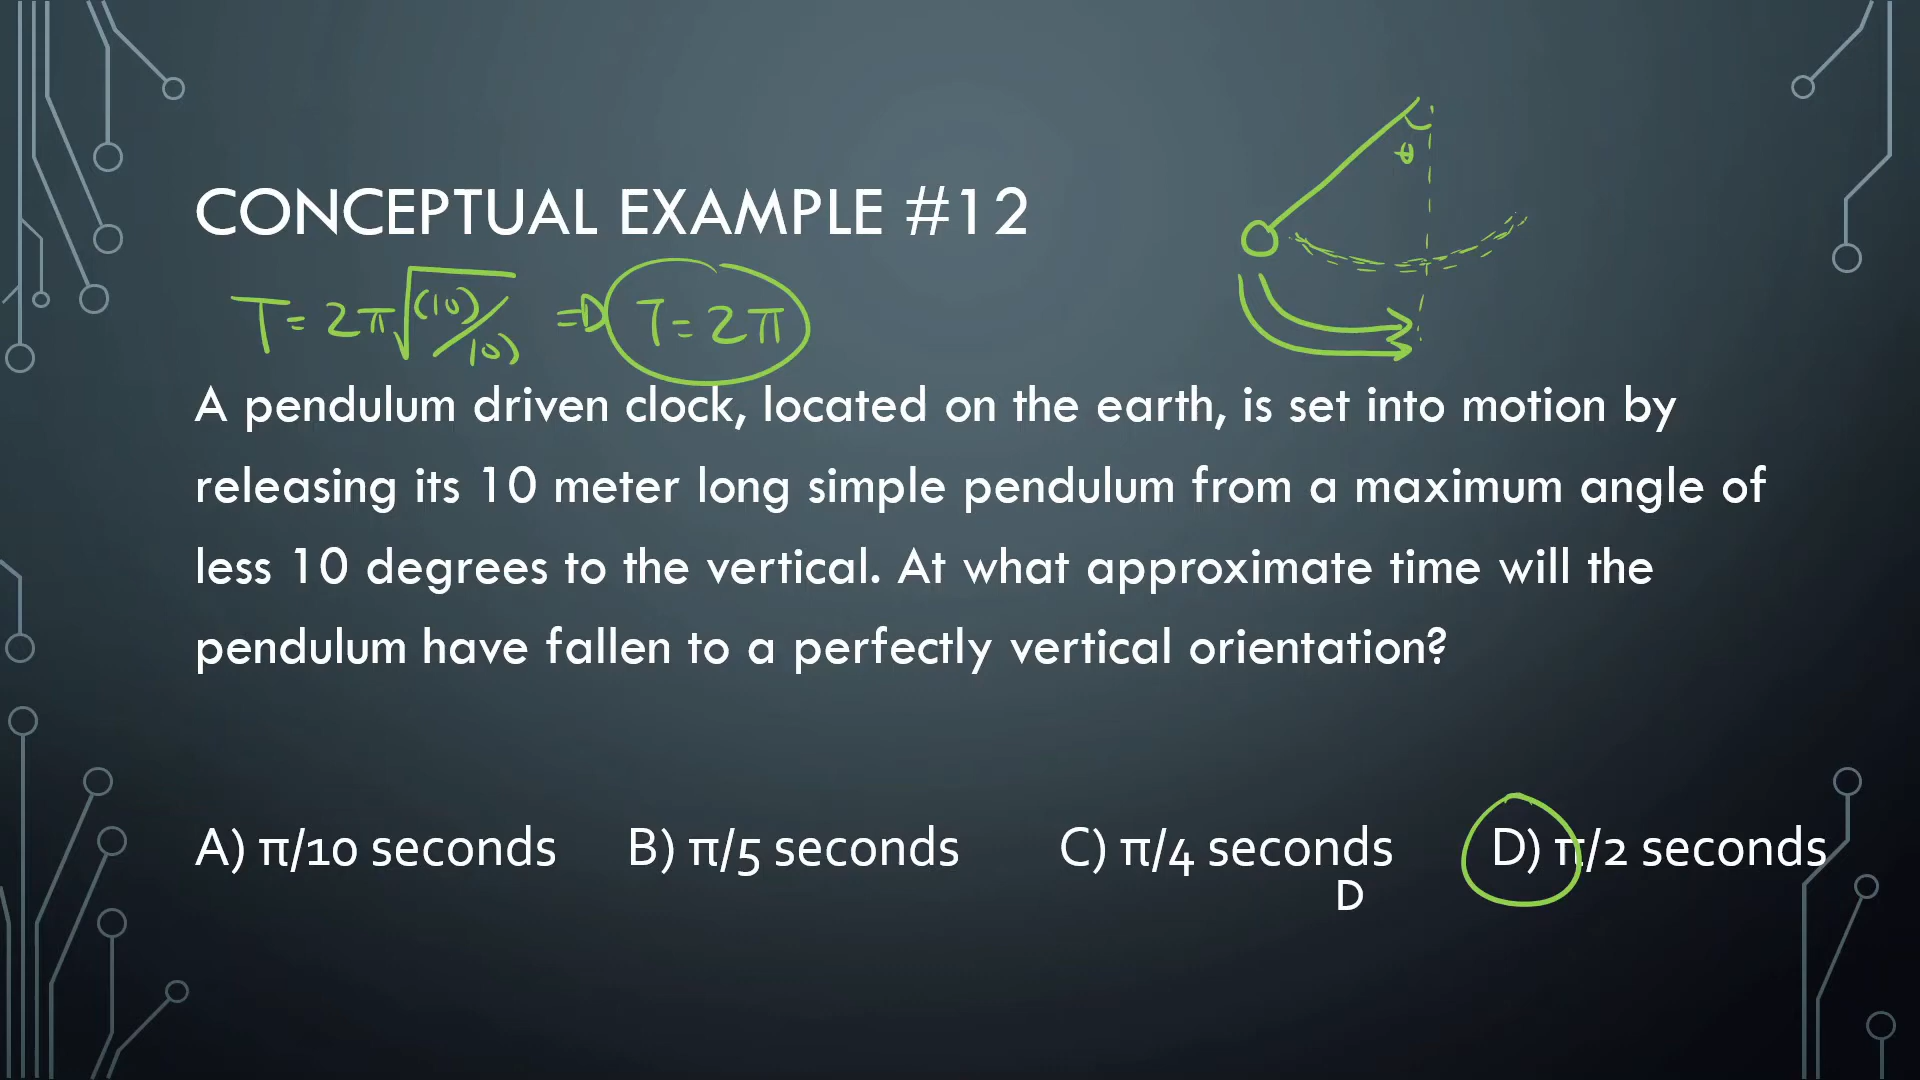 CONCEPTUAL EXAMPLE #12
θ
T = 2π√(10)/10) ⇒ T = 2π
A pendulum driven clock, located on the earth, is set into motion by
releasing its 10 meter long simple pendulum from a maximum angle of
less 10 degrees to the vertical. At what approximate time will the
pendulum have fallen to a perfectly vertical orientation?
A) π/10 seconds B) π/5 seconds C) π/4 seconds D) π/2 seconds
D